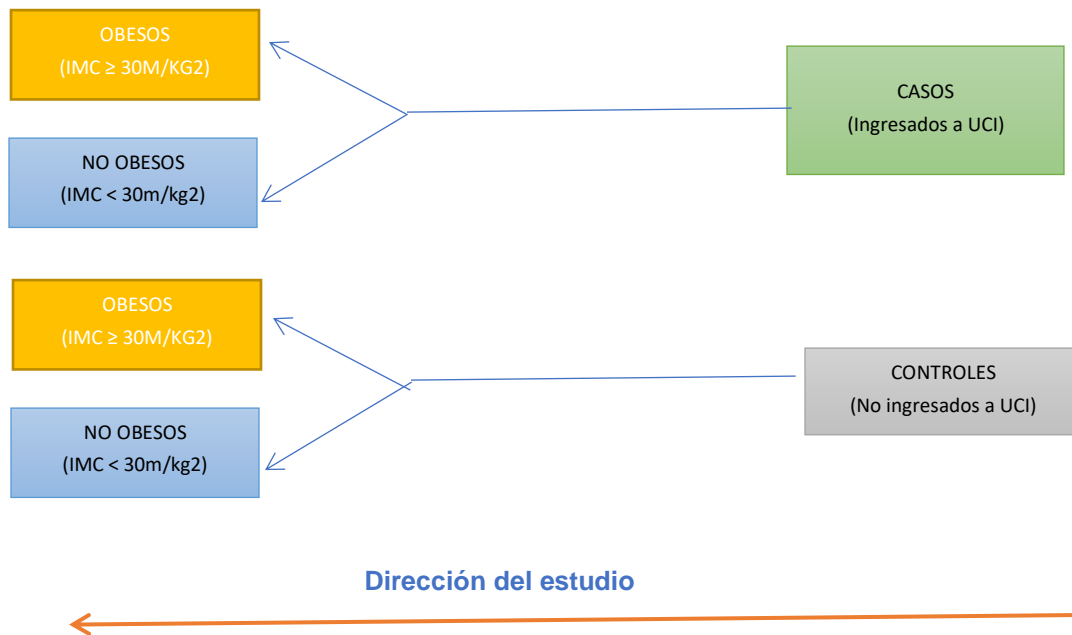 OBESOS
(IMC ≥ 30M/KG2)
CASOS
(Ingresados a UCI)
NO OBESOS
(IMC < 30m/kg2)
OBESOS
(IMC ≥ 30M/KG2)
CONTROLES
(No ingresados a UCI)
NO OBESOS
(IMC < 30m/kg2)
Dirección del estudio